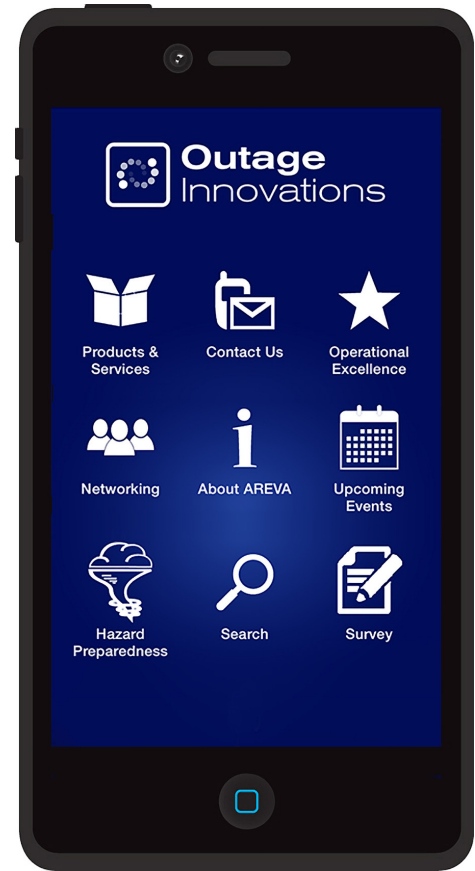 Outage
Innovations
Products &
Services
Contact Us
Operational
Excellence
Networking
About AREVA
Upcoming
Events
Hazard
Preparedness
Search
Survey